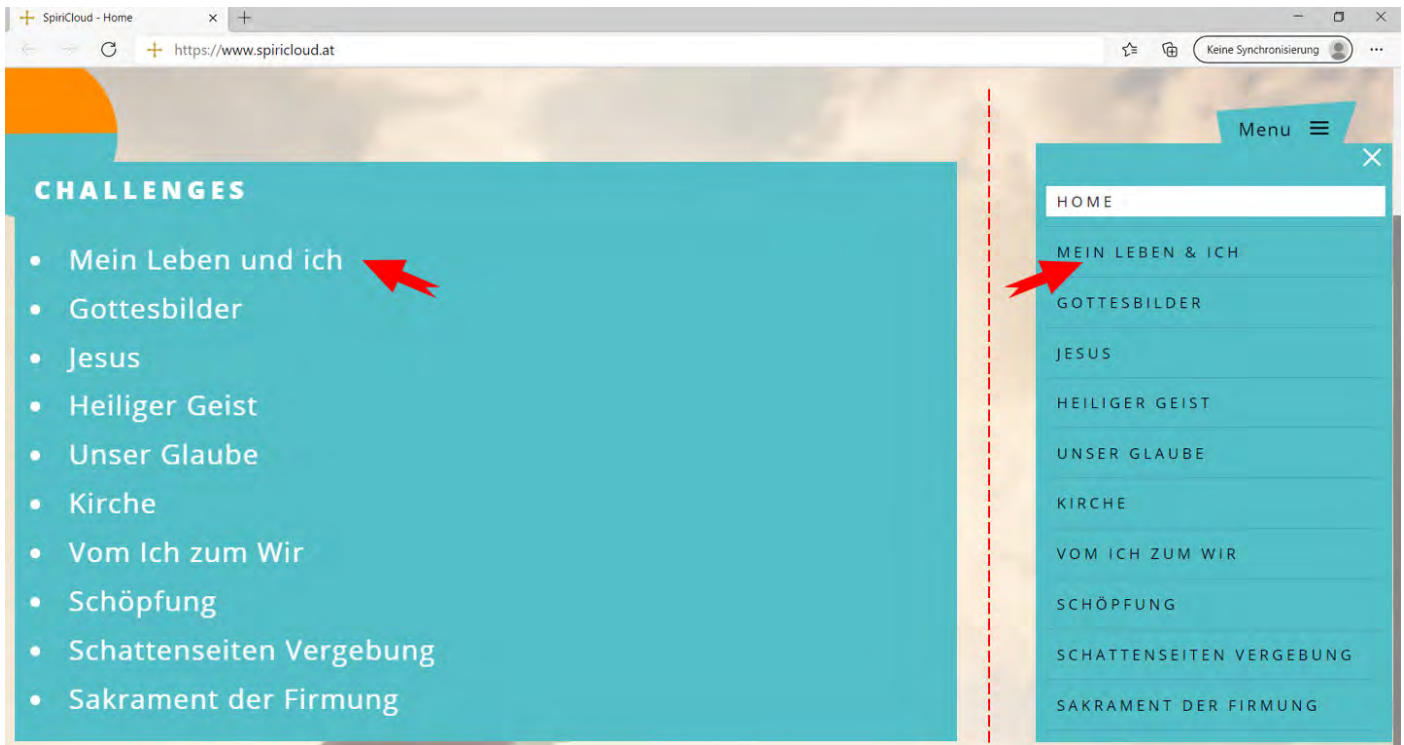 SpiriCloud - Home
https://www.spiricloud.at
Keine Synchronisierung
Menu
CHALLENGES
Mein Leben und ich
Gottesbilder
Jesus
Heiliger Geist
Unser Glaube
Kirche
Vom Ich zum Wir
Schöpfung
Schattenseiten Vergebung
Sakrament der Firmung
HOME
MEIN LEBEN & ICH
GOTTESBILDER
JESUS
HEILIGER GEIST
UNSER GLAUBE
KIRCHE
VOM ICH ZUM WIR
SCHÖPFUNG
SCHATTENSEITEN VERGEBUNG
SAKRAMENT DER FIRMUNG